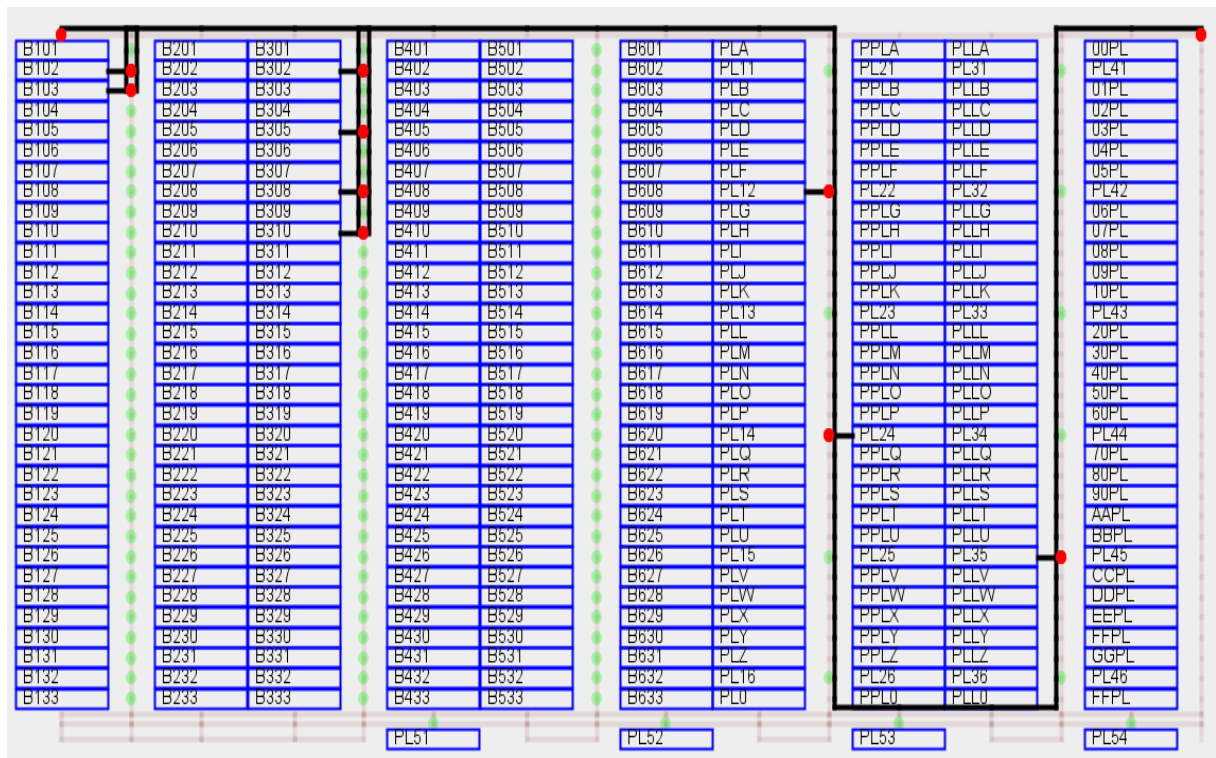 B101 B201 B301 B401 B501 B601 PLA PPLA PLLA 00PL
B102 B202 B302 B402 B502 B602 PL11 PL21 PL31 PL41
B103 B203 B303 B403 B503 B603 PLB PPLB PLLB 01PL
B104 B204 B304 B404 B504 B604 PLC PPLC PLLC 02PL
B105 B205 B305 B405 B505 B605 PLD PPLD PLLD 03PL
B106 B206 B306 B406 B506 B606 PLE PPLE PLLE 04PL
B107 B207 B307 B407 B507 B607 PLF PPLF PLLF 05PL
B108 B208 B308 B408 B508 B608 PL12 PL22 PL32 PL42
B109 B209 B309 B409 B509 B609 PLG PPLG PLLG 06PL
B110 B210 B310 B410 B510 B610 PLH PPLH PLLH 07PL
B111 B211 B311 B411 B511 B611 PLI PPLI PLLI 08PL
B112 B212 B312 B412 B512 B612 PLJ PPLJ PLLJ 09PL
B113 B213 B313 B413 B513 B613 PLK PPLK PLLK 10PL
B114 B214 B314 B414 B514 B614 PL13 PL23 PL33 PL43
B115 B215 B315 B415 B515 B615 PLL PPLL PLLL 20PL
B116 B216 B316 B416 B516 B616 PLM PPLM PLLM 30PL
B117 B217 B317 B417 B517 B617 PLN PPLN PLLN 40PL
B118 B218 B318 B418 B518 B618 PLO PPLO PLLO 50PL
B119 B219 B319 B419 B519 B619 PLP PPLP PLLP 60PL
B120 B220 B320 B420 B520 B620 PL14 PL24 PL34 PL44
B121 B221 B321 B421 B521 B621 PLQ PPLQ PLLQ 70PL
B122 B222 B322 B422 B522 B622 PLR PPLR PLLR 80PL
B123 B223 B323 B423 B523 B623 PLS PPLS PLLS 90PL
B124 B224 B324 B424 B524 B624 PLT PPLT PLLT AAPL
B125 B225 B325 B425 B525 B625 PLU PPLU PLLU BBPL
B126 B226 B326 B426 B526 B626 PL15 PL25 PL35 PL45
B127 B227 B327 B427 B527 B627 PLV PPLV PLLV CCPL
B128 B228 B328 B428 B528 B628 PLW PPLW PLLW DDPL
B129 B229 B329 B429 B529 B629 PLX PPLX PLLX EEPL
B130 B230 B330 B430 B530 B630 PLY PPLY PLLY FFPL
B131 B231 B331 B431 B531 B631 PLZ PPLZ PLLZ GGPL
B132 B232 B332 B432 B532 B632 PL16 PL26 PL36 PL46
B133 B233 B333 B433 B533 B633 PL0 PPL0 PLL0 FFPL
PL51 PL52 PL53 PL54